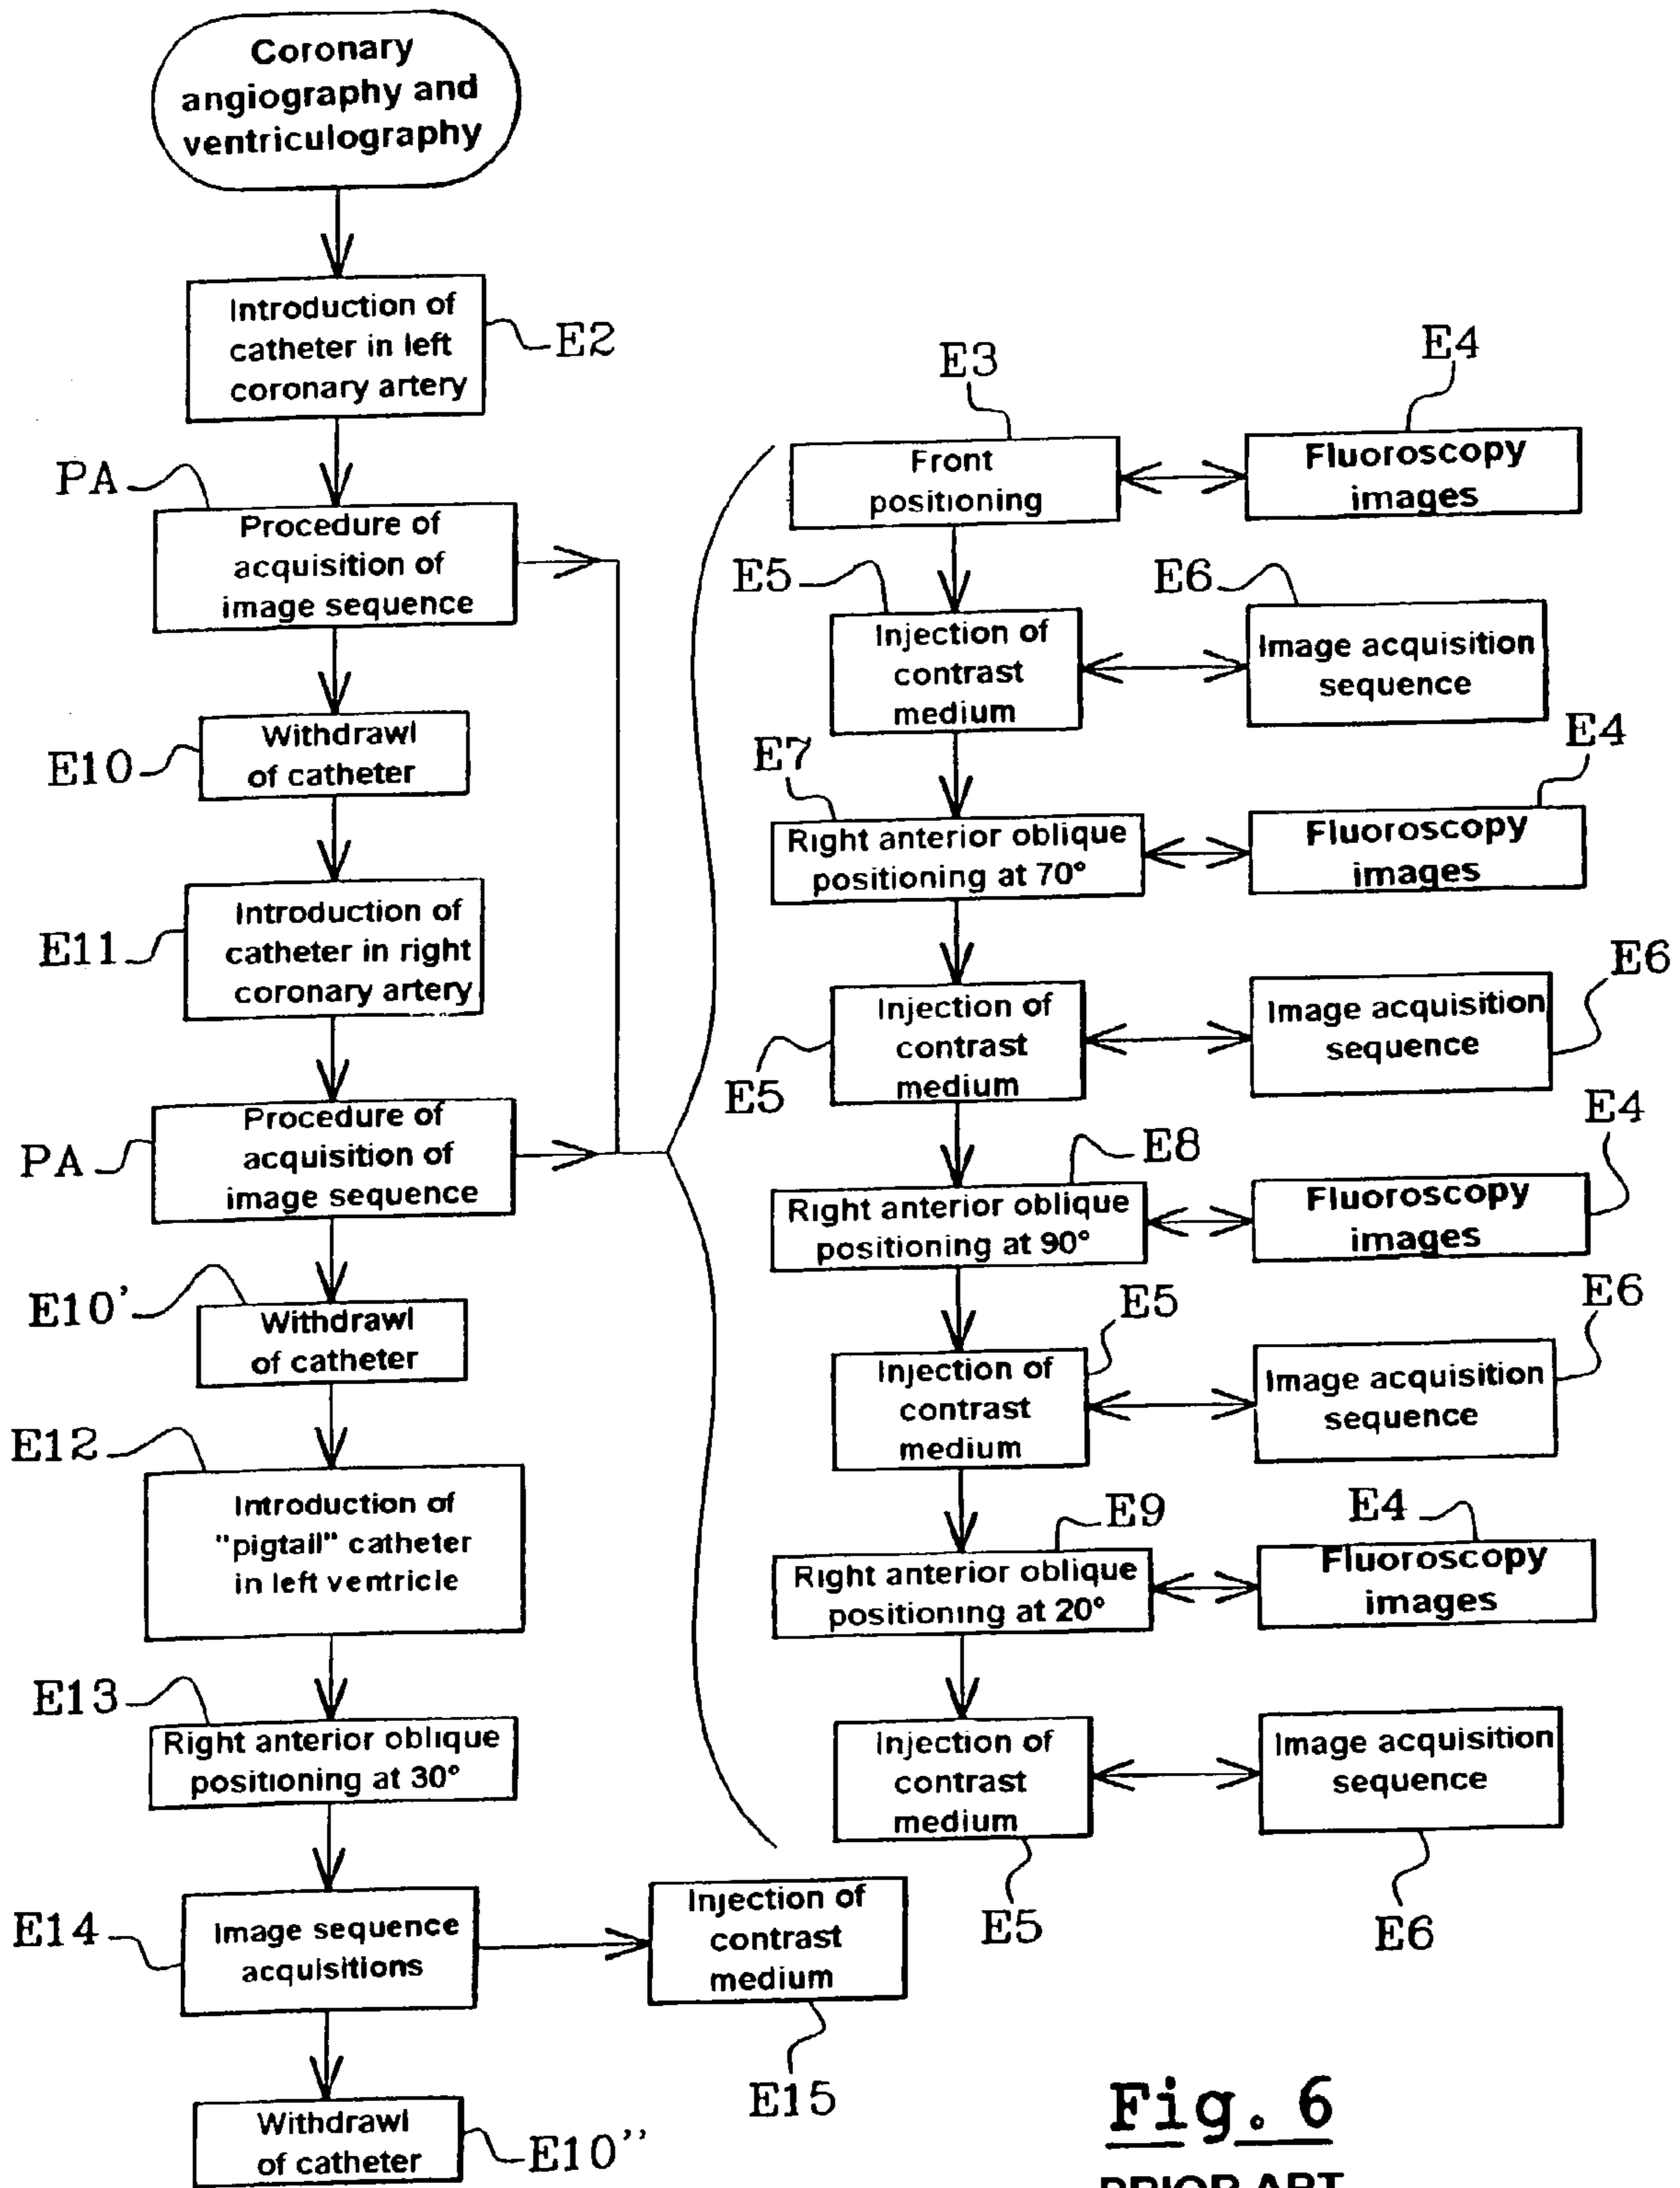 Coronary
angiography and
ventriculography
Introduction of
catheter in left
coronary artery
E2
PA
Procedure of
acquisition of
image sequence
E10
Withdrawl
of catheter
E11
Introduction of
catheter in right
coronary artery
PA
Procedure of
acquisition of
image sequence
E10'
Withdrawl
of catheter
E12
Introduction of
"pigtail" catheter
in left ventricle
E13
Right anterior oblique
positioning at 30°
E14
Image sequence
acquisitions
Injection of
contrast
medium
E15
Withdrawl
of catheter
E10''
E3
Front
positioning
E4
Fluoroscopy
images
E5
Injection of
contrast
medium
E6
Image acquisition
sequence
E7
Right anterior oblique
positioning at 70°
E4
Fluoroscopy
images
Injection of
contrast
medium
E5
Image acquisition
sequence
E6
E8
Right anterior oblique
positioning at 90°
E4
Fluoroscopy
images
E5
Injection of
contrast
medium
E6
Image acquisition
sequence
E9
Right anterior oblique
positioning at 20°
E4
Fluoroscopy
images
Injection of
contrast
medium
E5
Image acquisition
sequence
E6
Fig. 6
PRIOR ART